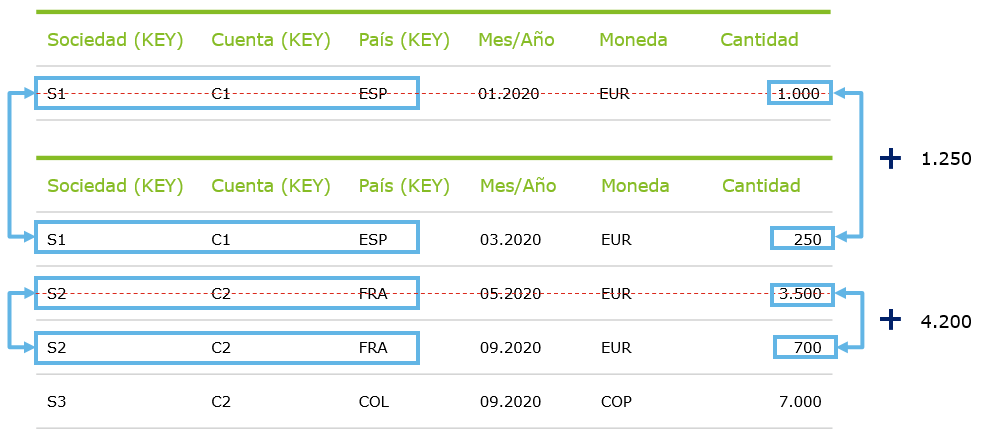 Sociedad (KEY) Cuenta (KEY) País (KEY) Mes/Año Moneda Cantidad
S1 C1 ESP 01.2020 EUR 1.000
+ 1.250
Sociedad (KEY) Cuenta (KEY) País (KEY) Mes/Año Moneda Cantidad
S1 C1 ESP 03.2020 EUR 250
S2 C2 FRA 05.2020 EUR 3.500
+ 4.200
S2 C2 FRA 09.2020 EUR 700
S3 C2 COL 09.2020 COP 7.000